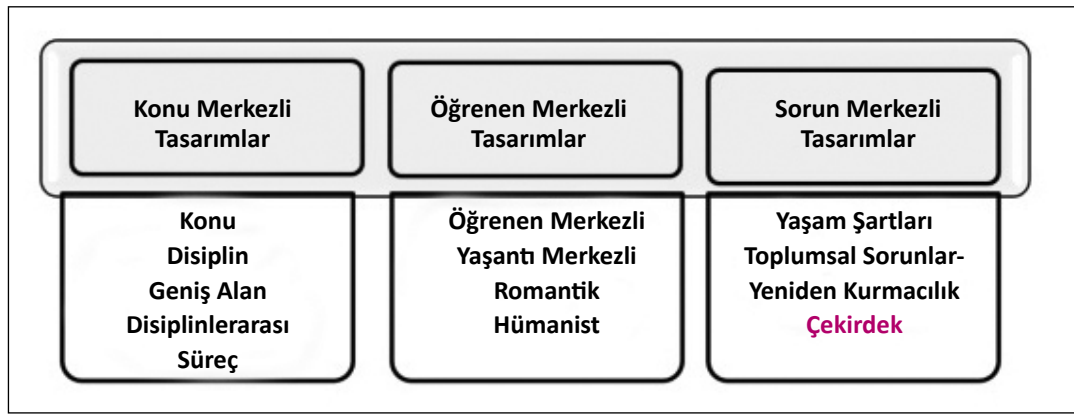 Konu Merkezli
Tasarımlar
Öğrenen Merkezli
Tasarımlar
Sorun Merkezli
Tasarımlar
Konu
Disiplin
Geniş Alan
Disiplinlerarası
Süreç
Öğrenen Merkezli
Yaşantı Merkezli
Romantik
Hümanist
Yaşam Şartları
Toplumsal Sorunlar-
Yeniden Kurmacılık
Çekirdek